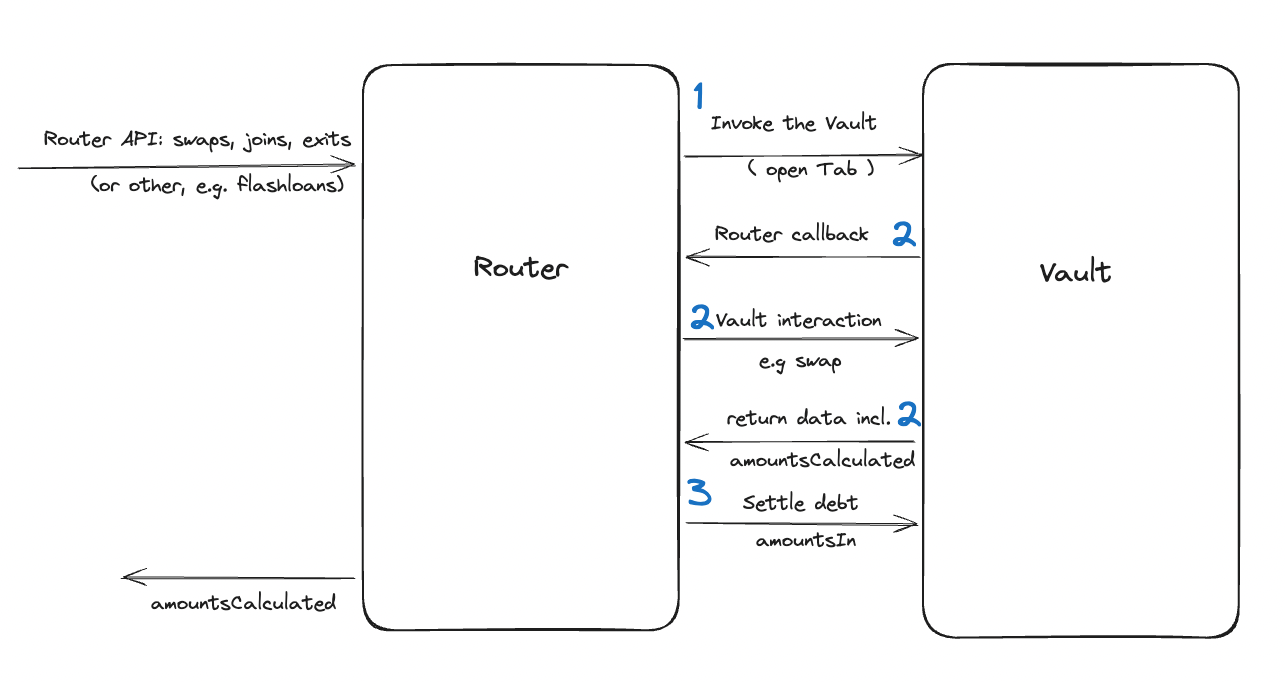 Router API: swaps, joins, exits
(or other, e.g. flashloans)
Router
1
Invoke the Vault
( open Tab )
Router callback 2
2 Vault interaction
e.g swap
return data incl. 2
amountsCalculated
3 Settle debt
amountsIn
Vault
amountsCalculated